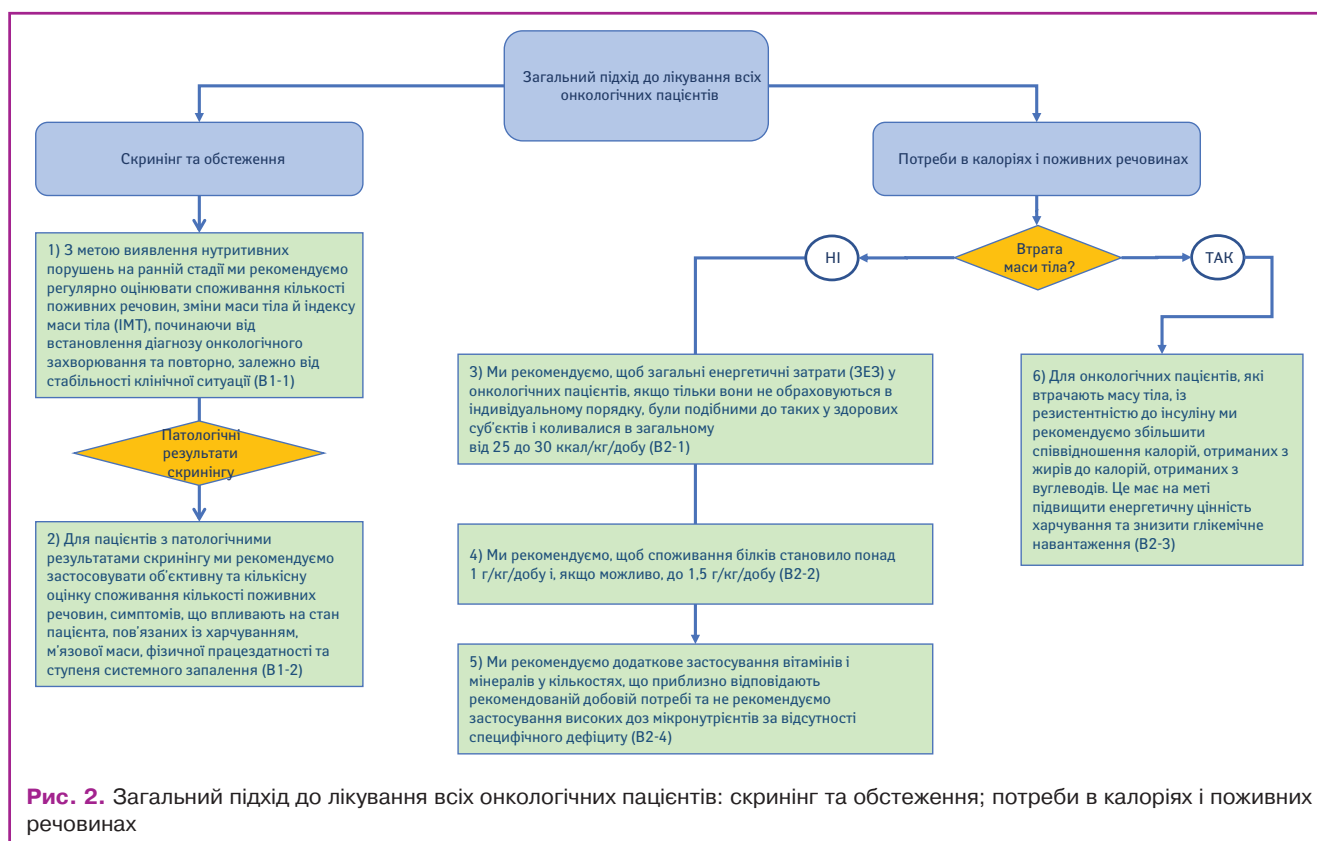 Загальний підхід до лікування всіх
онкологічних пацієнтів
Скринінг та обстеження
Потреби в калоріях і поживних речовинах
1) З метою виявлення нутритивних
порушень на ранній стадії ми рекомендуємо
регулярно оцінювати споживання кількості
поживних речовин, зміни маси тіла й індексу
маси тіла (ІМТ), починаючи від
встановлення діагнозу онкологічного
захворювання та повторно, залежно від
стабільності клінічної ситуації (B1-1)
Патологічні
результати
скринінгу
2) Для пацієнтів з патологічними
результатами скринінгу ми рекомендуємо
застосовувати об’єктивну та кількісну
оцінку споживання кількості поживних
речовин, симптомів, що впливають на стан
пацієнта, пов’язаних із харчуванням,
м’язової маси, фізичної працездатності та
ступеня системного запалення (B1-2)
Втрата
маси тіла?
НІ
ТАК
3) Ми рекомендуємо, щоб загальні енергетичні затрати (ЗЕЗ) у
онкологічних пацієнтів, якщо тільки вони не обраховуються в
індивідуальному порядку, були подібними до таких у здорових
суб’єктів і коливалися в загальному
від 25 до 30 ккал/кг/добу (B2-1)
4) Ми рекомендуємо, щоб споживання білків становило понад
1 г/кг/добу і, якщо можливо, до 1,5 г/кг/добу (B2-2)
5) Ми рекомендуємо додаткове застосування вітамінів і
мінералів у кількостях, що приблизно відповідають
рекомендованій добовій потребі та не рекомендуємо
застосування високих доз мікронутрієнтів за відсутності
специфічного дефіциту (B2-4)
6) Для онкологічних пацієнтів, які
втрачають масу тіла, із
резистентністю до інсуліну ми
рекомендуємо збільшити
співвідношення калорій, отриманих з
жирів до калорій, отриманих з
вуглеводів. Це має на меті
підвищити енергетичну цінність
харчування та знизити глікемічне
навантаження (B2-3)
Рис. 2. Загальний підхід до лікування всіх онкологічних пацієнтів: скринінг та обстеження; потреби в калоріях і поживних
речовинах